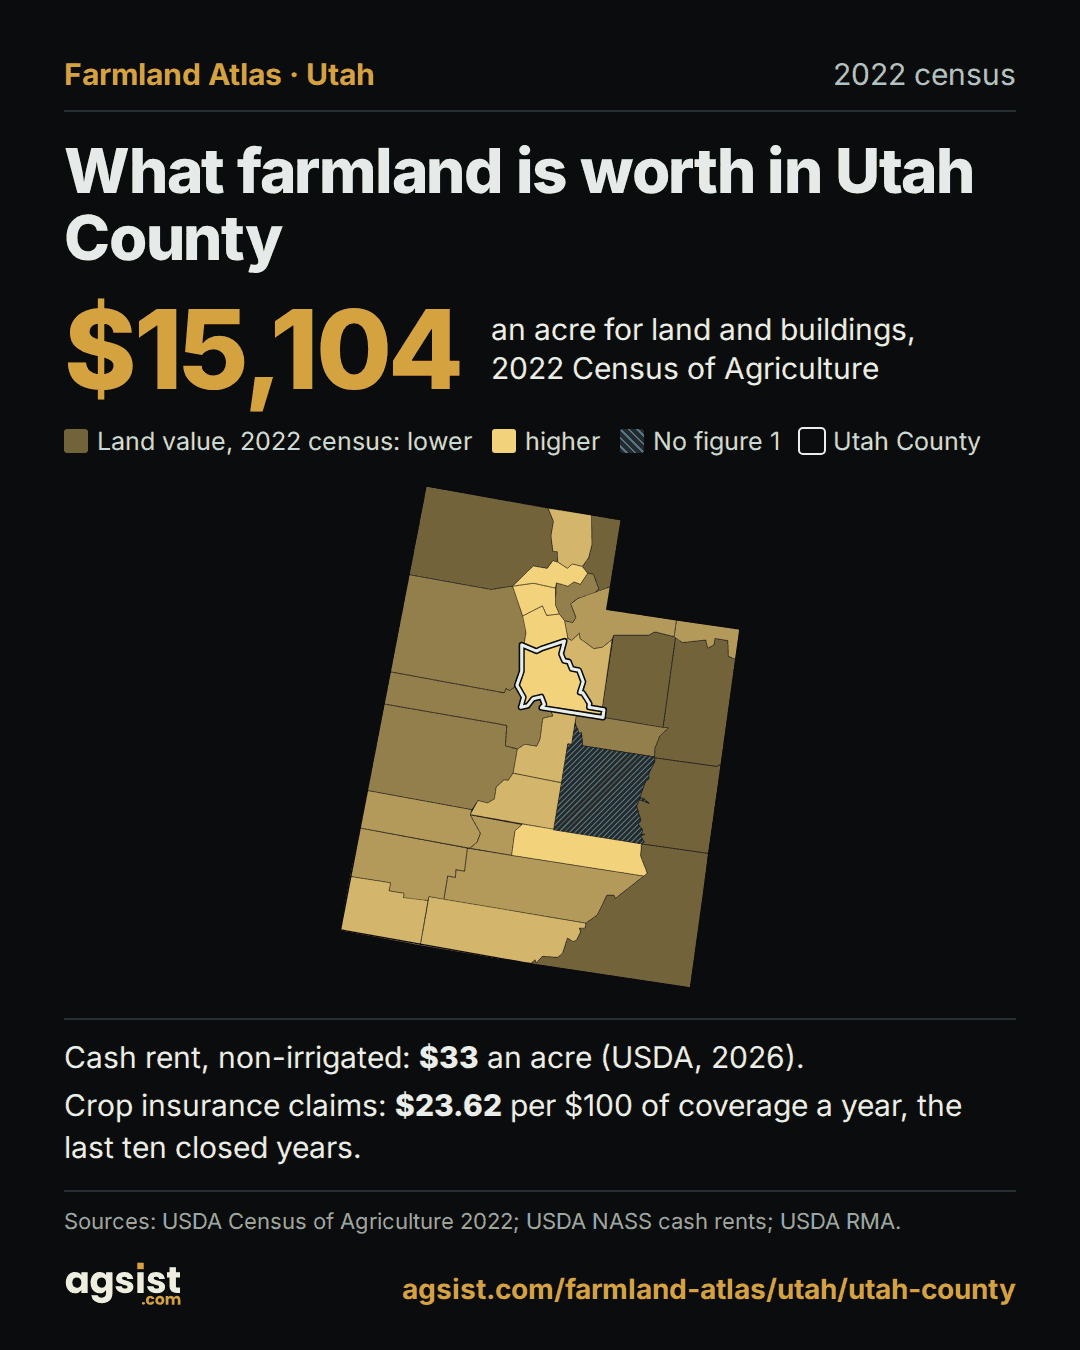 Farmland Atlas · Utah
2022 census
What farmland is worth in Utah
County
$15,104
an acre for land and buildings,
2022 Census of Agriculture
Land value, 2022 census: lower
higher
No figure 1
Utah County
Cash rent, non-irrigated: $33 an acre (USDA, 2026).
Crop insurance claims: $23.62 per $100 of coverage a year, the
last ten closed years.
Sources: USDA Census of Agriculture 2022; USDA NASS cash rents; USDA RMA.
agsist
.com
agsist.com/farmland-atlas/utah/utah-county